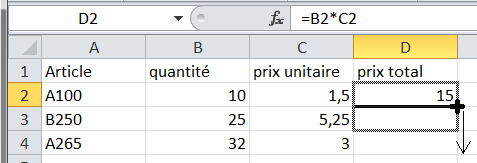 D2 fx =B2*C2
A B C D
1 Article quantité prix unitaire prix total
2 A100 10 1,5 15
3 B250 25 5,25
4 A265 32 3